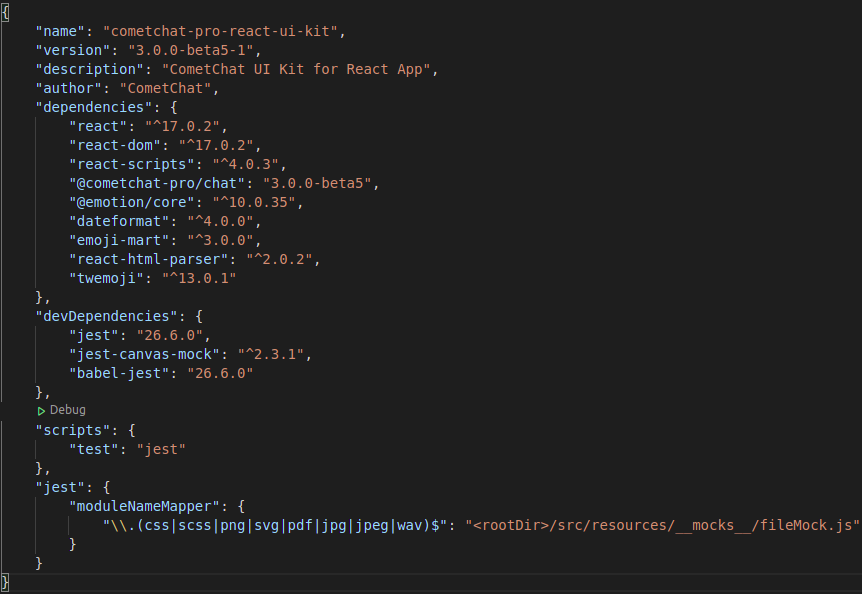 {
"name": "cometchat-pro-react-ui-kit",
"version": "3.0.0-beta5-1",
"description": "CometChat UI Kit for React App",
"author": "CometChat",
"dependencies": {
"react": "^17.0.2",
"react-dom": "^17.0.2",
"react-scripts": "^4.0.3",
"@cometchat-pro/chat": "3.0.0-beta5",
"@emotion/core": "^10.0.35",
"dateformat": "^4.0.0",
"emoji-mart": "^3.0.0",
"react-html-parser": "^2.0.2",
"twemoji": "^13.0.1"
},
"devDependencies": {
"jest": "26.6.0",
"jest-canvas-mock": "^2.3.1",
"babel-jest": "26.6.0"
},
Debug
"scripts": {
"test": "jest"
},
"jest": {
"moduleNameMapper": {
"\\.(css|scss|png|svg|pdf|jpg|jpeg|wav)$": "<rootDir>/src/resources/__mocks__/fileMock.js"
}
}
}